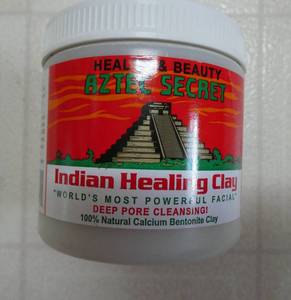 HEALTH & BEAUTY
AZTEC SECRET
Indian Healing Clay
"WORLD'S MOST POWERFUL FACIAL"
DEEP PORE CLEANSING!
100% Natural Calcium Bentonite Clay